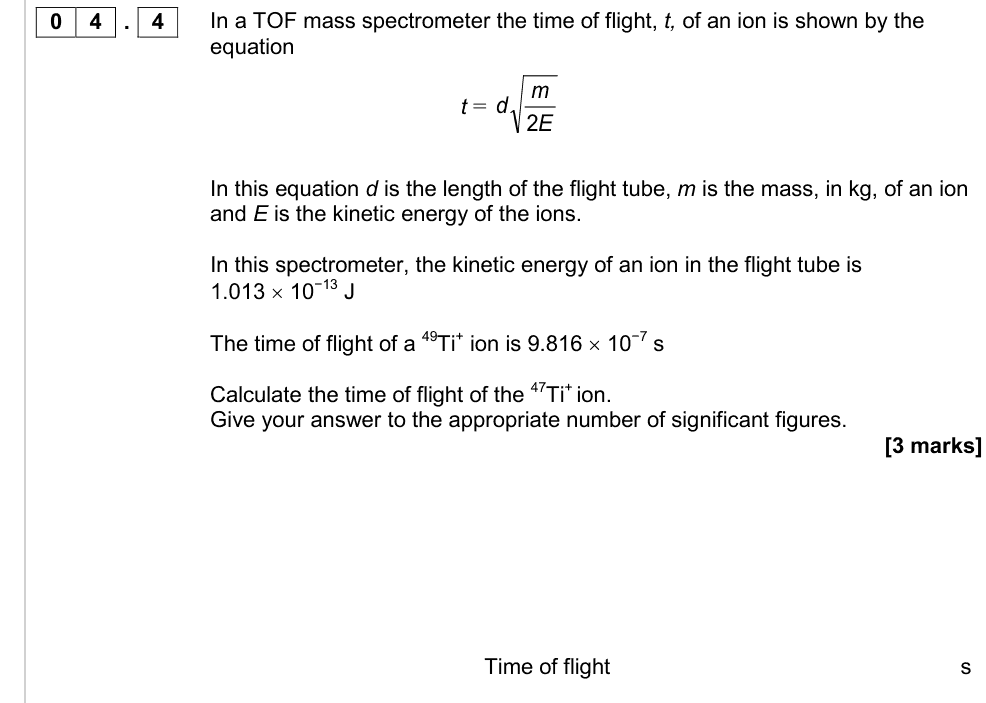 0 4 . 4 In a TOF mass spectrometer the time of flight, t, of an ion is shown by the
equation
t = d√(m/2E)
In this equation d is the length of the flight tube, m is the mass, in kg, of an ion
and E is the kinetic energy of the ions.
In this spectrometer, the kinetic energy of an ion in the flight tube is
1.013 × 10⁻¹³ J
The time of flight of a ⁴⁹Ti⁺ ion is 9.816 × 10⁻⁷ s
Calculate the time of flight of the ⁴⁷Ti⁺ ion.
Give your answer to the appropriate number of significant figures.
[3 marks]
Time of flight s